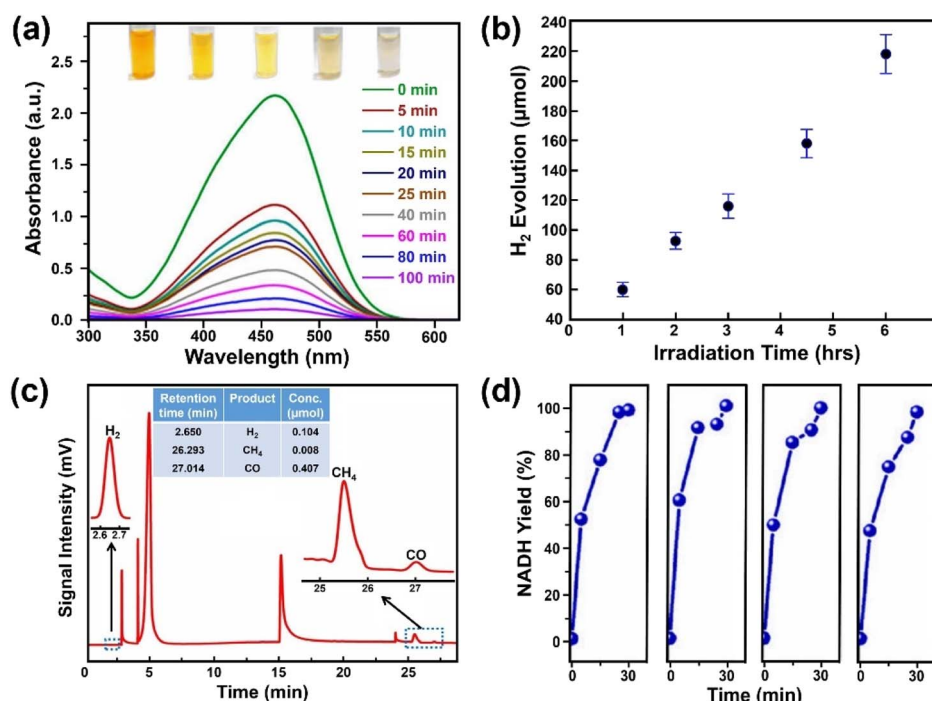 (a)
Absorbance (a.u.)
2.5
2.0
1.5
1.0
0.5
0.0
0 min
5 min
10 min
15 min
20 min
25 min
40 min
60 min
80 min
100 min
300 350 400 450 500 550 600
Wavelength (nm)
(b)
H₂ Evolution (µmol)
240
220
200
180
160
140
120
100
80
60
40
0 1 2 3 4 5 6
Irradiation Time (hrs)
(c)
Signal Intensity (mV)
Retention time (min) Product Conc. (µmol)
2.650 H₂ 0.104
26.293 CH₄ 0.008
27.014 CO 0.407
H₂
2.6 2.7
CH₄
CO
25 26 27
0 5 10 15 20 25
Time (min)
(d)
NADH Yield (%)
100
80
60
40
20
0
0 30 0 30 0 30 0 30
Time (min)